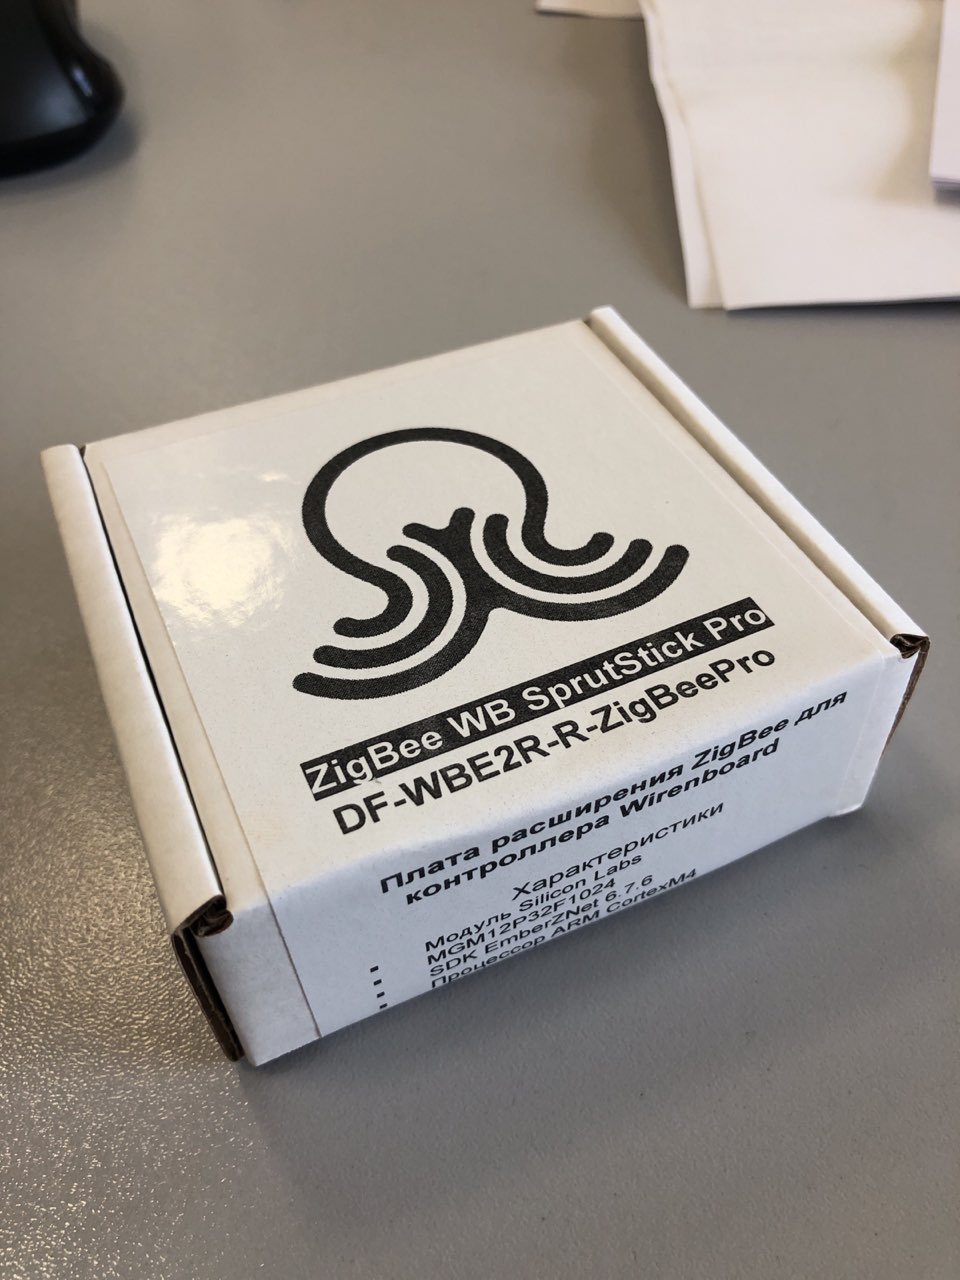 ZigBee WB SprutStick Pro
DF-WBE2R-R-ZigBeePro
Плата расширения ZigBee для
контроллера Wirenboard
Характеристики
Модуль Silicon Labs
MGM12P32F1024
SDK EmberZNet 6.7.6
Процессор ARM CortexM4